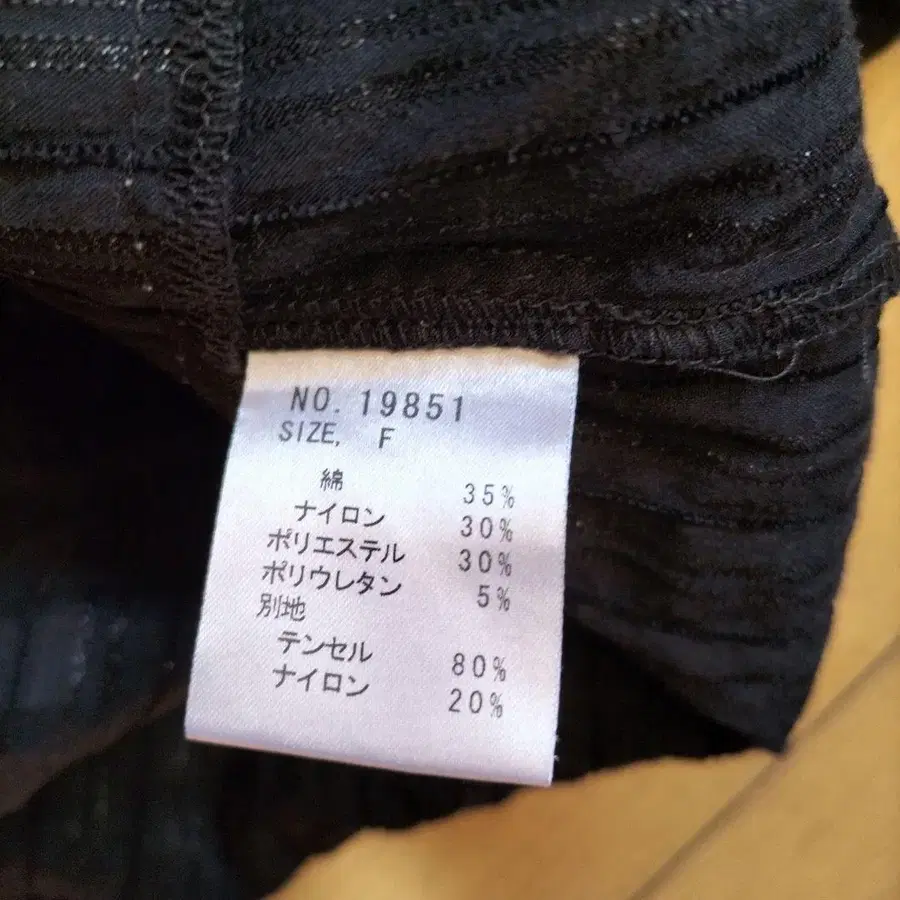 NO. 19851
SIZE, F
綿 35%
ナイロン 30%
ポリエステル 30%
ポリウレタン 5%
別地
テンセル 80%
ナイロン 20%